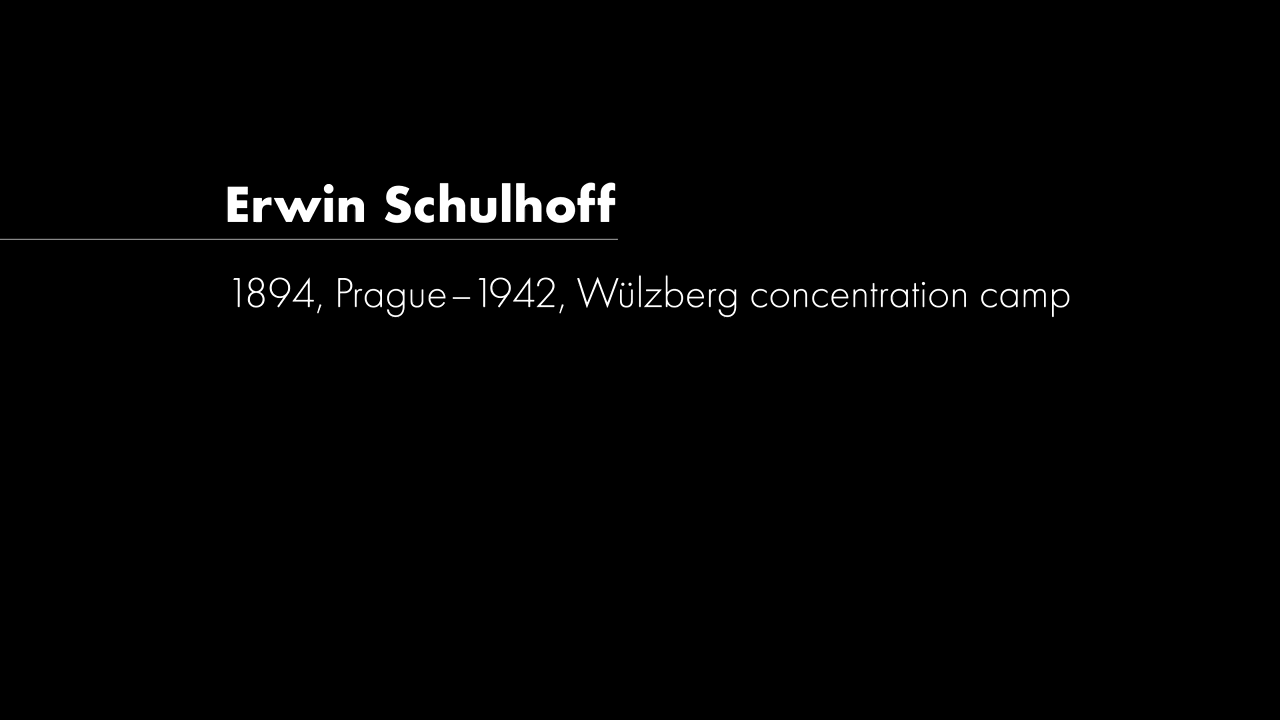 Erwin Schulhoff
1894, Prague – 1942, Wülzberg concentration camp